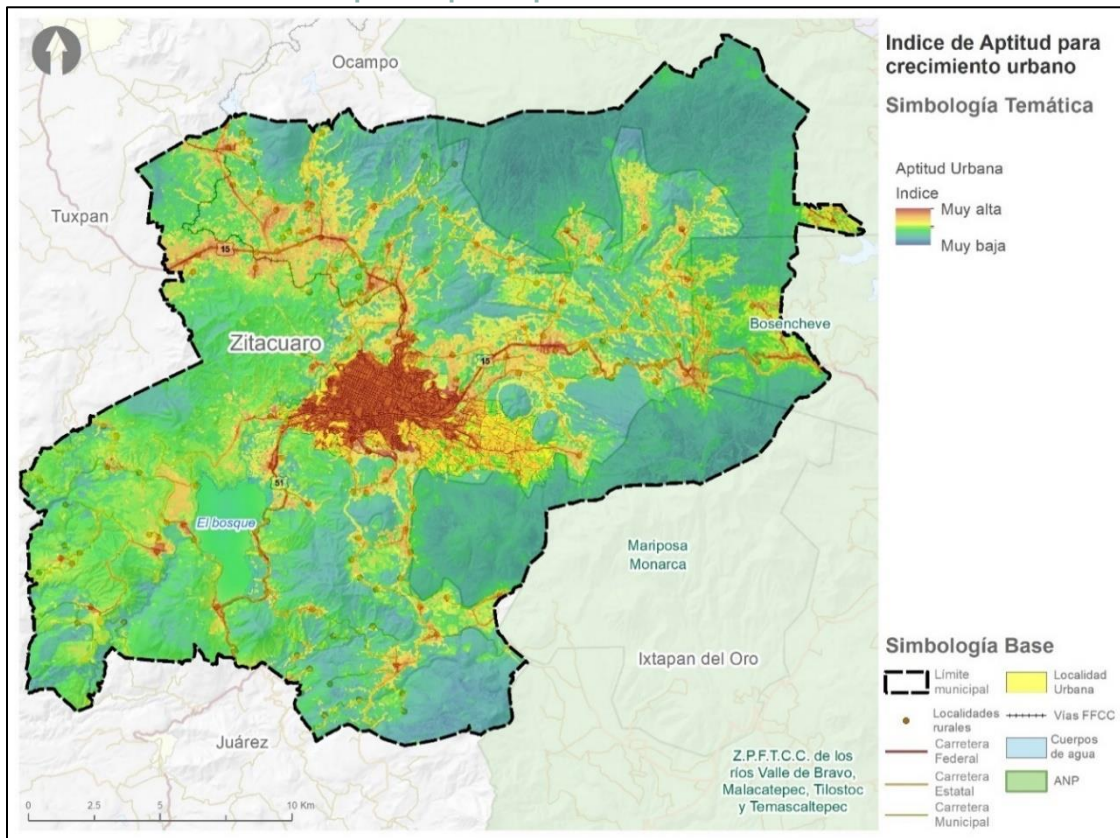 Ocampo
Tuxpan
15
Zitacuaro
15
Bosencheve
51
El bosque
Mariposa
Monarca
Ixtapan del Oro
Juárez
Z.P.F.T.C.C. de los
ríos Valle de Bravo,
Malacatepec, Tilostoc
y Temascaltepec
0 2.5 5 10 Km
Indice de Aptitud para
crecimiento urbano
Simbología Temática
Aptitud Urbana
Indice
Muy alta
Muy baja
Simbología Base
Límite
municipal
Localidades
rurales
Carretera
Federal
Carretera
Estatal
Carretera
Municipal
Localidad
Urbana
Vías FFCC
Cuerpos
de agua
ANP